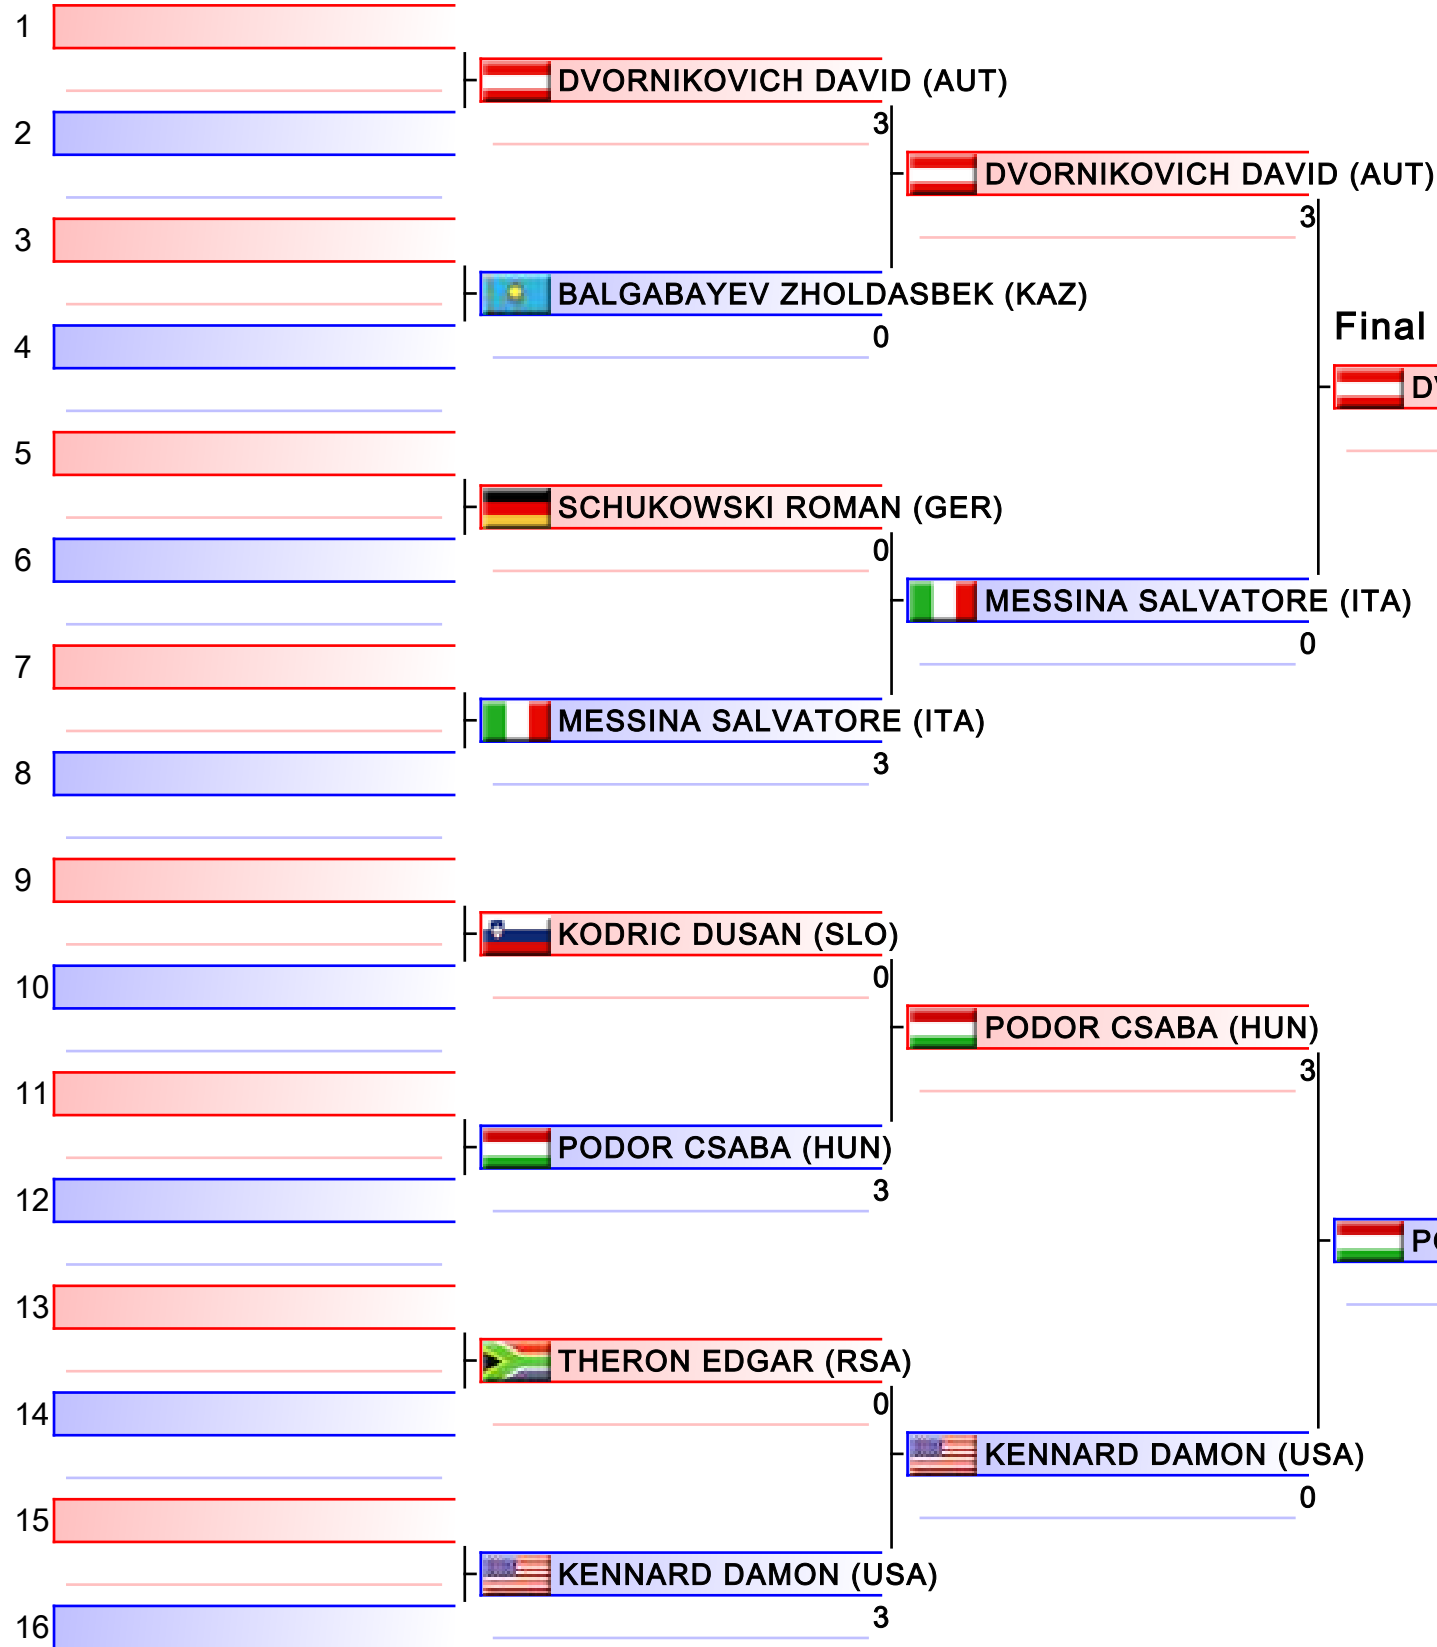 1
DVORNIKOVICH DAVID (AUT)
3
2
DVORNIKOVICH DAVID (AUT)
3
3
BALGABAYEV ZHOLDASBEK (KAZ)
0
4
Final
5
SCHUKOWSKI ROMAN (GER)
0
6
MESSINA SALVATORE (ITA)
0
7
MESSINA SALVATORE (ITA)
3
8
9
KODRIC DUSAN (SLO)
0
10
PODOR CSABA (HUN)
3
11
PODOR CSABA (HUN)
3
12
13
THERON EDGAR (RSA)
0
14
KENNARD DAMON (USA)
0
15
KENNARD DAMON (USA)
3
16